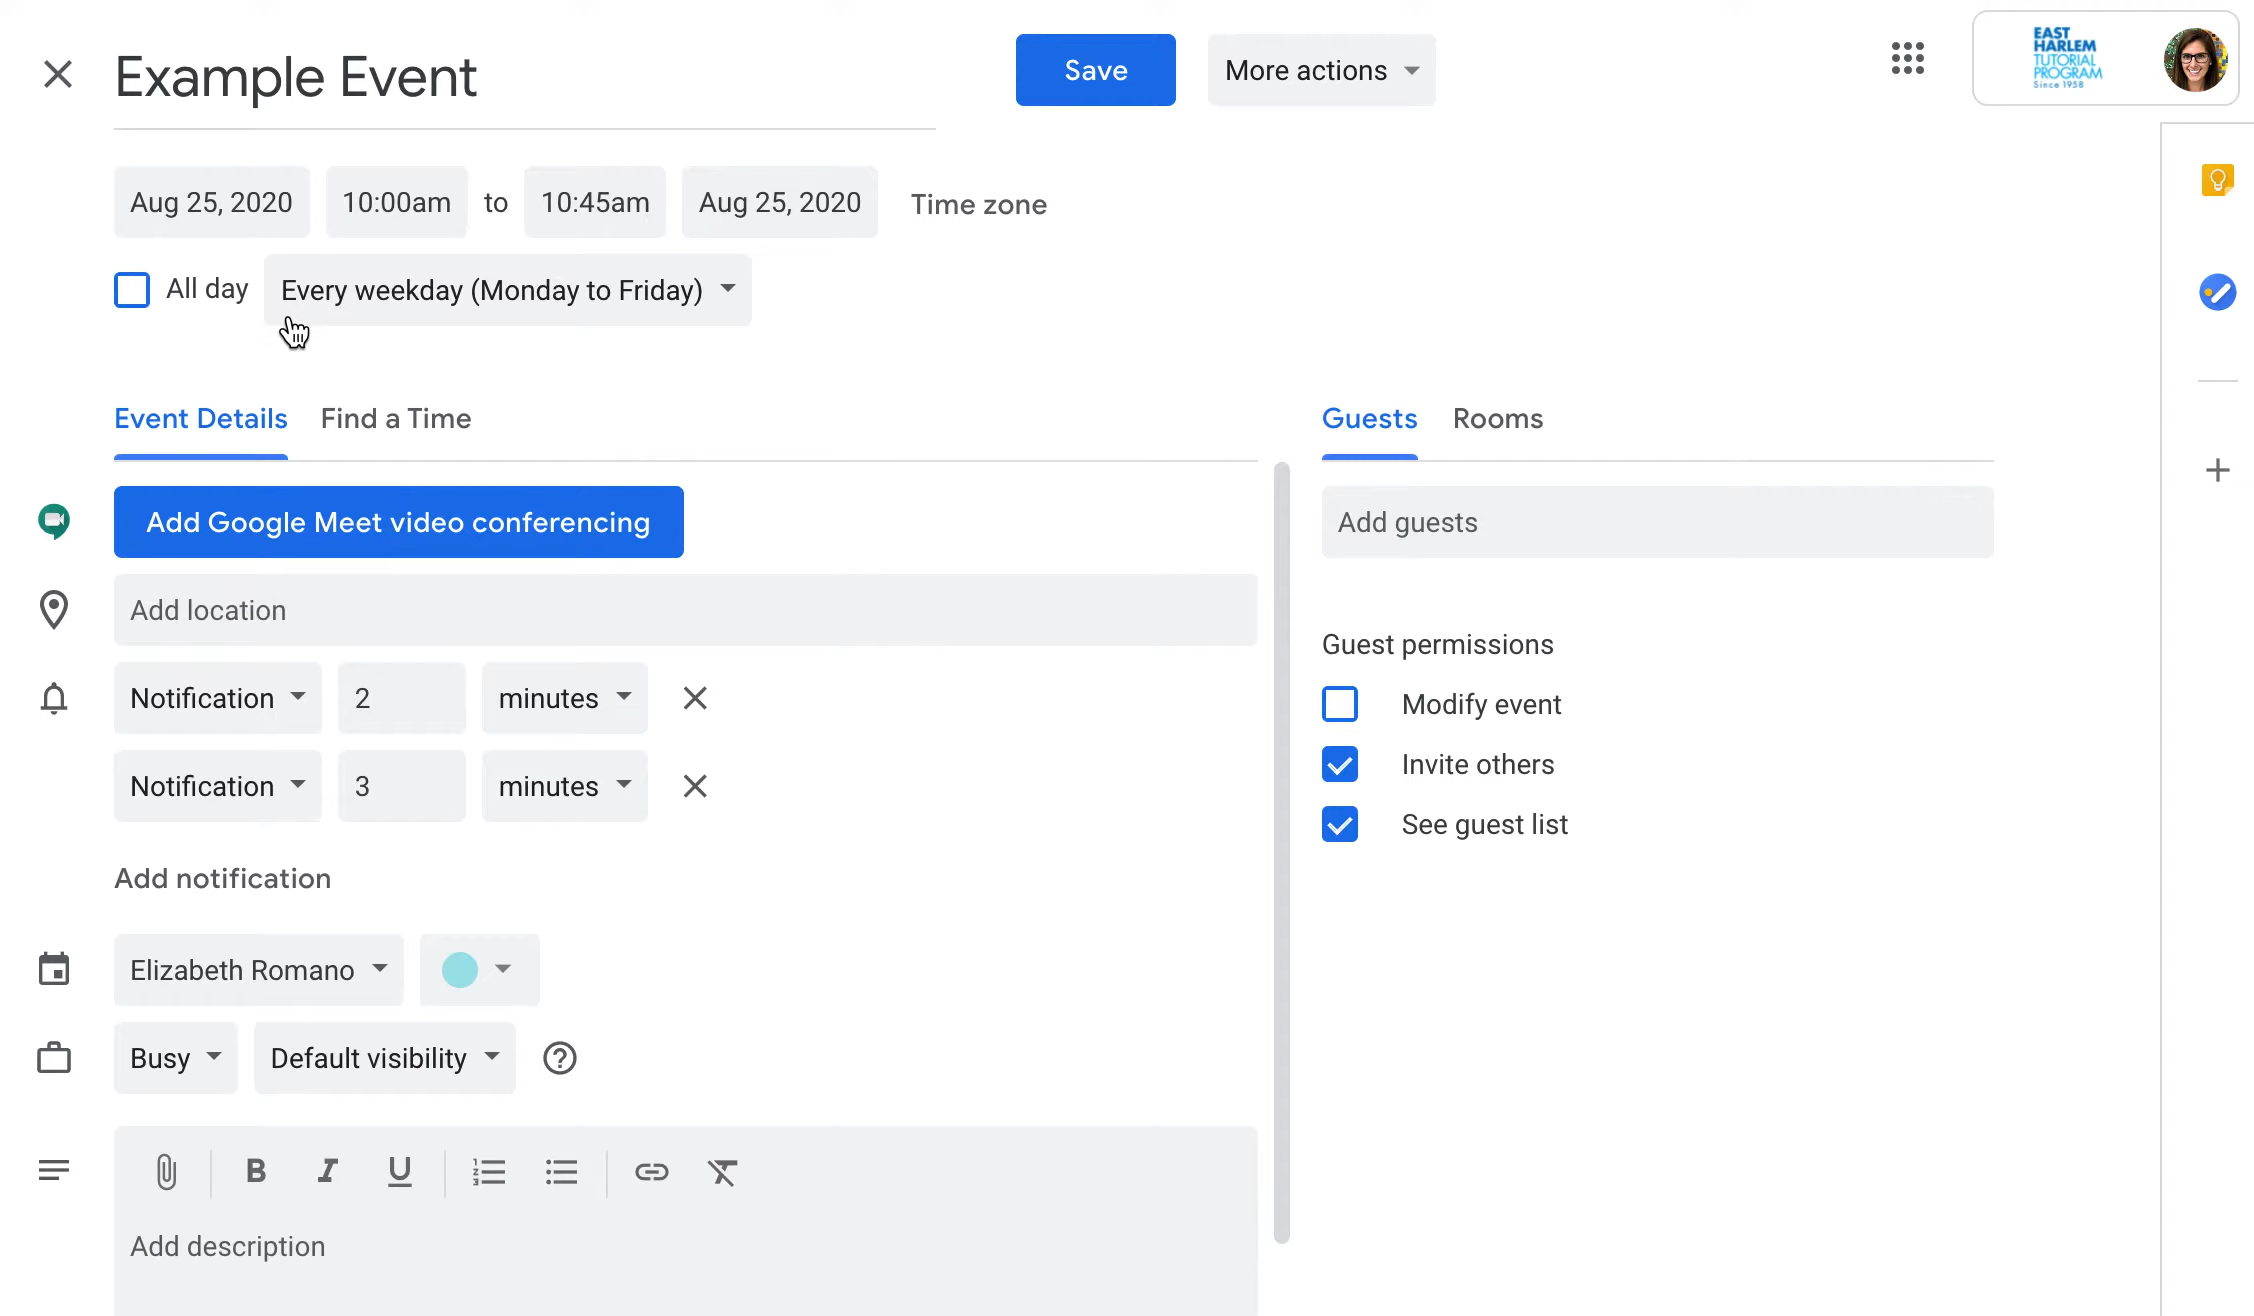 Example Event
Save
More actions
EAST
HARLEM
TUTORIAL
PROGRAM
Since 1958
Aug 25, 2020 10:00am to 10:45am Aug 25, 2020 Time zone
All day Every weekday (Monday to Friday)
Event Details Find a Time
Guests Rooms
Add Google Meet video conferencing
Add guests
Add location
Guest permissions
Notification 2 minutes
Modify event
Invite others
Notification 3 minutes
See guest list
Add notification
Elizabeth Romano
Busy Default visibility
B I U
Add description